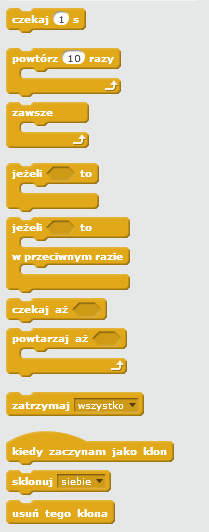 czekaj 1 s
powtórz 10 razy
zawsze
jeżeli to
jeżeli to
w przeciwnym razie
czekaj aż
powtarzaj aż
zatrzymaj wszystko
kiedy zaczynam jako klon
sklonuj siebie
usuń tego klona